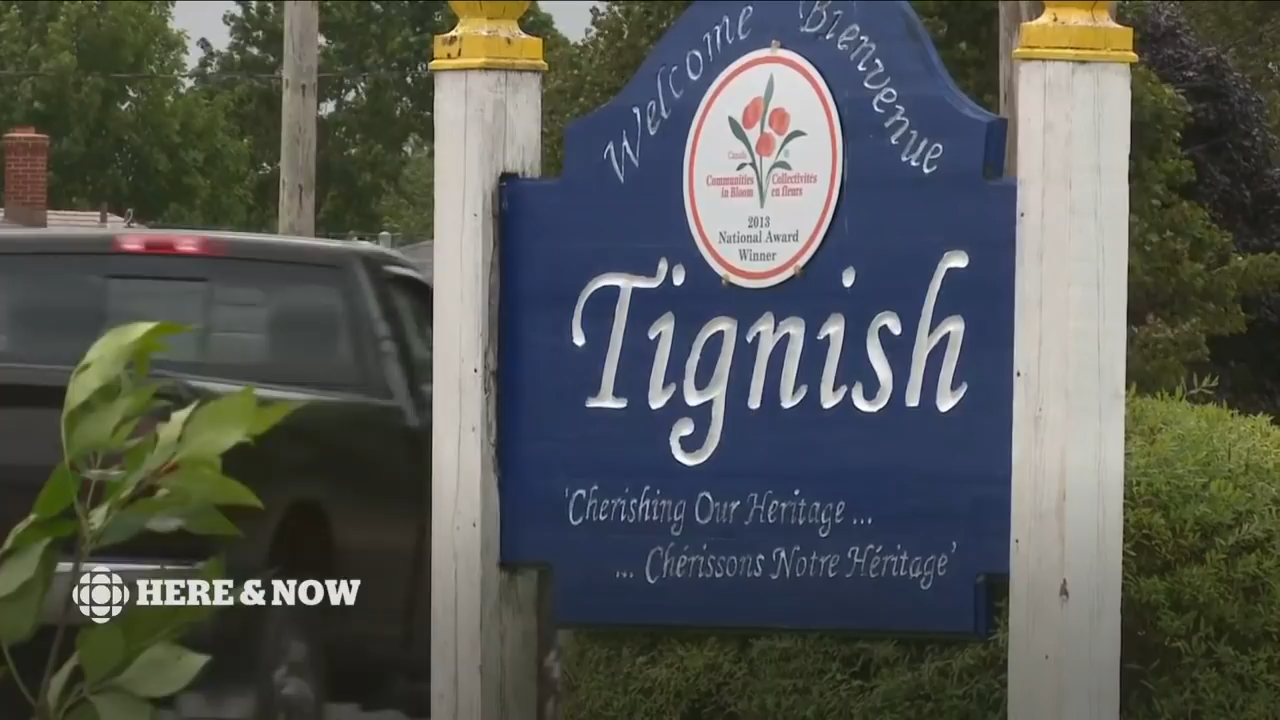 Welcome Bienvenue
Canada
Communities Collectivités
in Bloom en fleurs
2013
National Award
Winner
Tignish
'Cherishing Our Heritage ...
... Chérissons Notre Héritage'
HERE & NOW